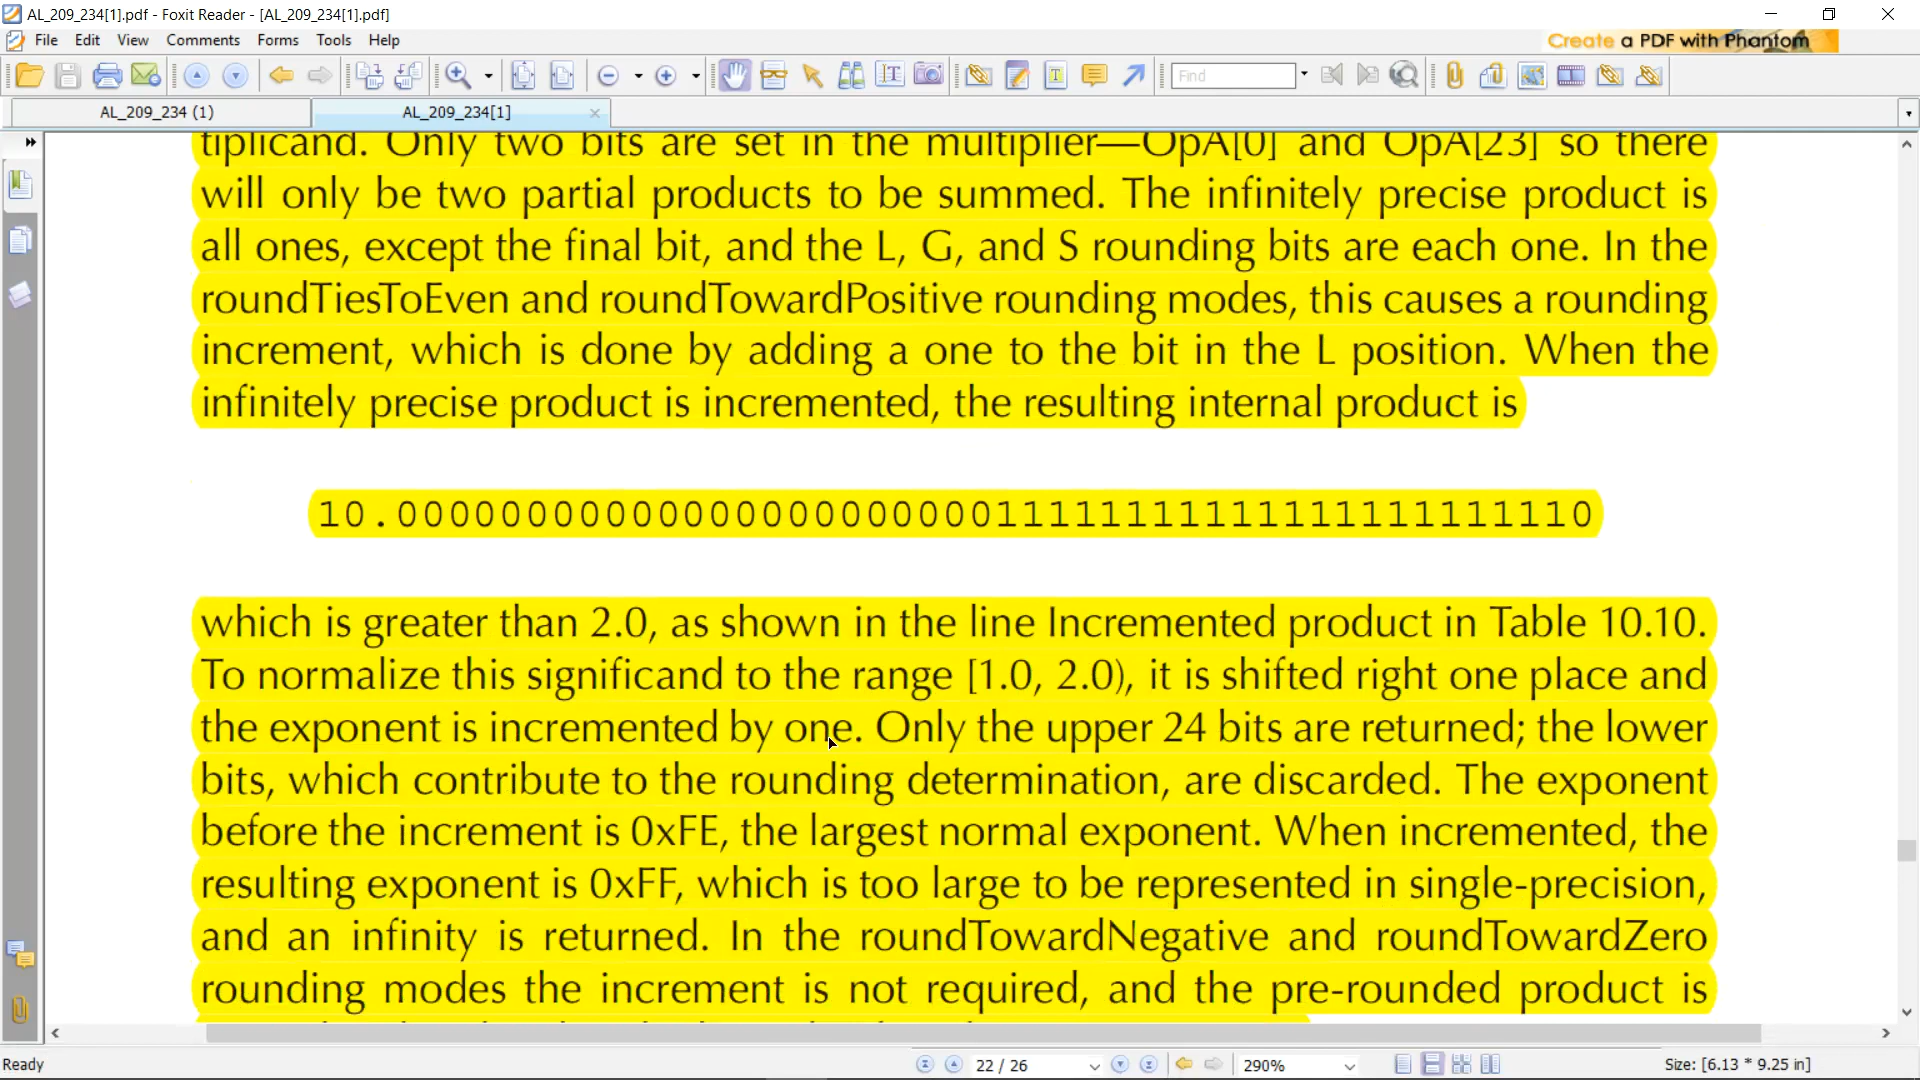 AL_209_234[1].pdf - Foxit Reader - [AL_209_234[1].pdf]
File Edit View Comments Forms Tools Help
Create a PDF with Phantom
Find
AL_209_234 (1) AL_209_234[1]
tiplicand. Only two bits are set in the multiplier—OpA[0] and OpA[23] so there
will only be two partial products to be summed. The infinitely precise product is
all ones, except the final bit, and the L, G, and S rounding bits are each one. In the
roundTiesToEven and roundTowardPositive rounding modes, this causes a rounding
increment, which is done by adding a one to the bit in the L position. When the
infinitely precise product is incremented, the resulting internal product is
10.0000000000000000000000011111111111111111111110
which is greater than 2.0, as shown in the line Incremented product in Table 10.10.
To normalize this significand to the range [1.0, 2.0), it is shifted right one place and
the exponent is incremented by one. Only the upper 24 bits are returned; the lower
bits, which contribute to the rounding determination, are discarded. The exponent
before the increment is 0xFE, the largest normal exponent. When incremented, the
resulting exponent is 0xFF, which is too large to be represented in single-precision,
and an infinity is returned. In the roundTowardNegative and roundTowardZero
rounding modes the increment is not required, and the pre-rounded product is
Ready 22 / 26 290% Size: [6.13 * 9.25 in]